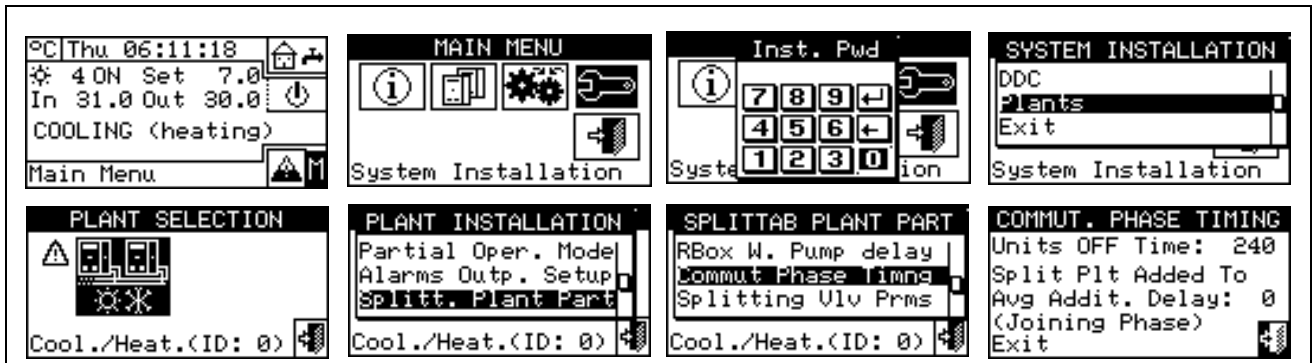 °C Thu 06:11:18
4 ON Set 7.0
In 31.0 Out 30.0
COOLING (heating)
Main Menu M
MAIN MENU
i
System Installation
Inst. Pwd
i
7 8 9 ↵
4 5 6 ←
1 2 3 0
Syste ion
SYSTEM INSTALLATION
DDC
Plants
Exit
System Installation
PLANT SELECTION
Cool./Heat.(ID: 0)
PLANT INSTALLATION
Partial Oper. Mode
Alarms Outp. Setup
Splitt. Plant Part
Cool./Heat.(ID: 0)
SPLITTAB PLANT PART
RBox W. Pump delay
Commut Phase Timng
Splitting Vlv Prms
Cool./Heat.(ID: 0)
COMMUT. PHASE TIMING
Units OFF Time: 240
Split Plt Added To
Avg Addit. Delay: 0
(Joining Phase)
Exit